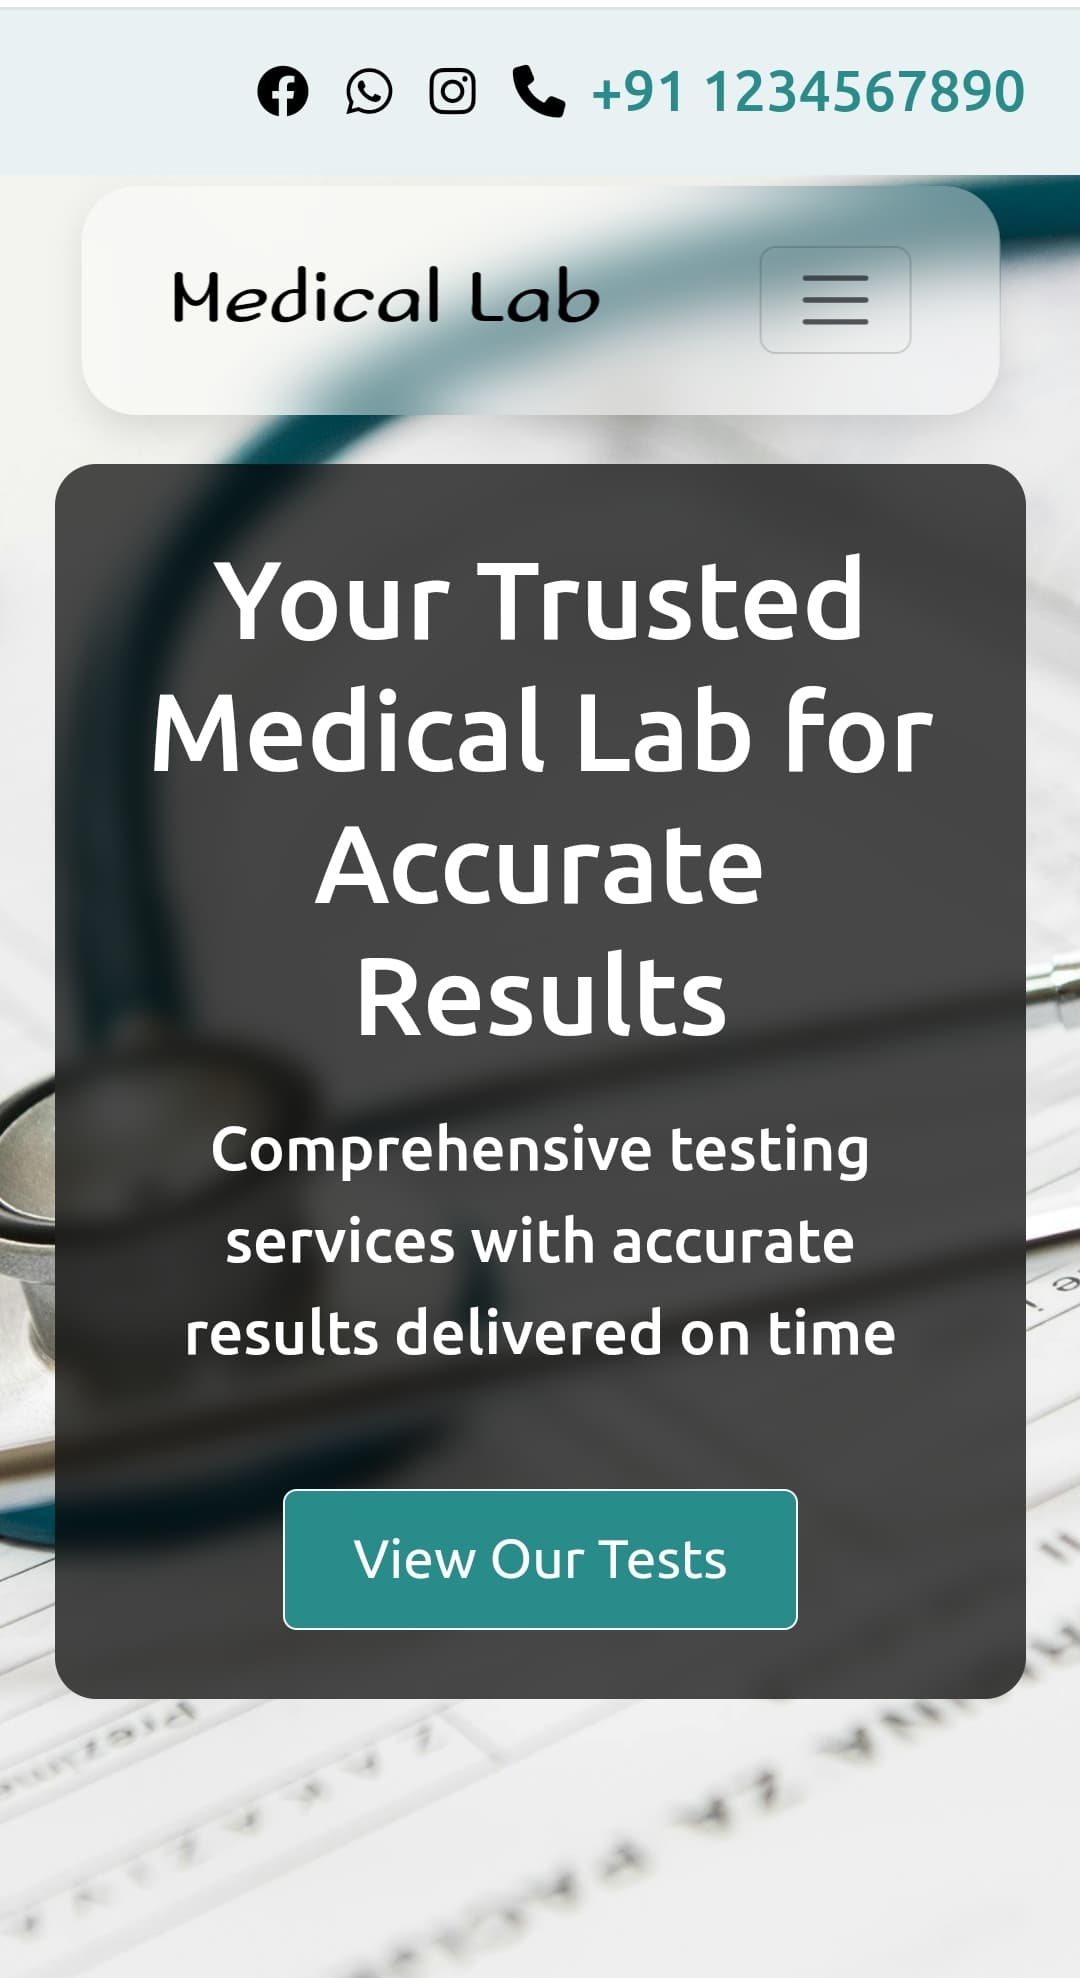 +91 1234567890
Medical Lab
Your Trusted
Medical Lab for
Accurate
Results
Comprehensive testing
services with accurate
results delivered on time
View Our Tests